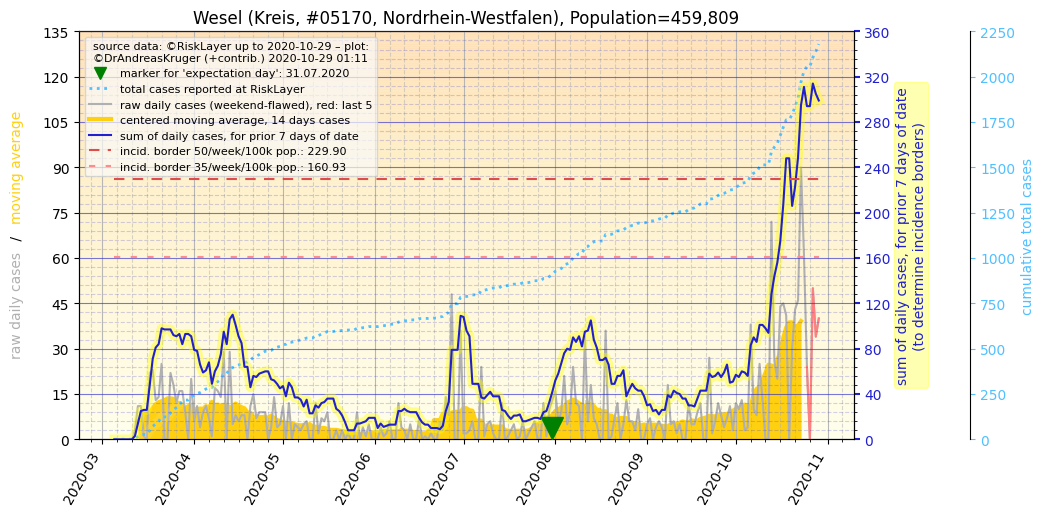 Wesel (Kreis, #05170, Nordrhein-Westfalen), Population=459,809
source data: ©RiskLayer up to 2020-10-29 – plot:
©DrAndreasKruger (+contrib.) 2020-10-29 01:11
marker for 'expectation day': 31.07.2020
total cases reported at RiskLayer
raw daily cases (weekend-flawed), red: last 5
centered moving average, 14 days cases
sum of daily cases, for prior 7 days of date
incid. border 50/week/100k pop.: 229.90
incid. border 35/week/100k pop.: 160.93
raw daily cases / moving average
135
120
105
90
75
60
45
30
15
0
2020-03
2020-04
2020-05
2020-06
2020-07
2020-08
2020-09
2020-10
2020-11
360
320
280
240
200
160
120
80
40
0
sum of daily cases, for prior 7 days of date
(to determine incidence borders)
2250
2000
1750
1500
1250
1000
750
500
250
0
cumulative total cases